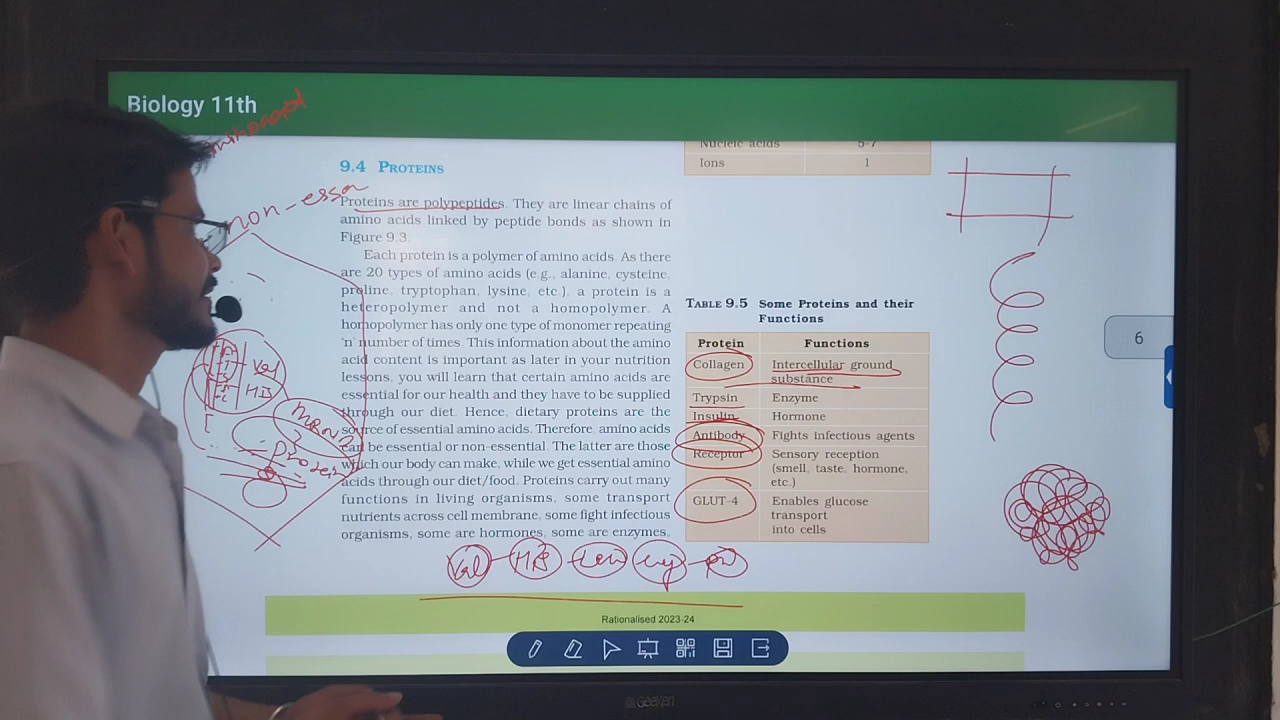 Biology 11th
9.4 PROTEINS
non-essen
Proteins are polypeptides. They are linear chains of
amino acids linked by peptide bonds as shown in
Figure 9.3.
Each protein is a polymer of amino acids. As there
are 20 types of amino acids (e.g., alanine, cysteine,
proline, tryptophan, lysine, etc.), a protein is a
heteropolymer and not a homopolymer. A
homopolymer has only one type of monomer repeating
'n' number of times. This information about the amino
acid content is important as later in your nutrition
lessons, you will learn that certain amino acids are
essential for our health and they have to be supplied
through our diet. Hence, dietary proteins are the
source of essential amino acids. Therefore, amino acids
can be essential or non-essential. The latter are those
which our body can make, while we get essential amino
acids through our diet/food. Proteins carry out many
functions in living organisms, some transport
nutrients across cell membrane, some fight infectious
organisms, some are hormones, some are enzymes,
Val
His
mRNA
Val His Leu
Nucleic acids 5-7
Ions 1
TABLE 9.5 Some Proteins and their
Functions
Protein Functions
Collagen Intercellular ground
substance
Trypsin Enzyme
Insulin Hormone
Antibody Fights infectious agents
Receptor Sensory reception
(smell, taste, hormone,
etc.)
GLUT-4 Enables glucose
transport
into cells
6
Rationalised 2023-24
Geeken